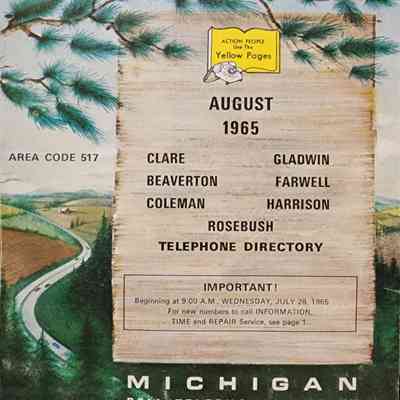 ACTION PEOPLE
Use The
Yellow Pages
AUGUST
1965
AREA CODE 517
CLARE GLADWIN
BEAVERTON FARWELL
COLEMAN HARRISON
ROSEBUSH
TELEPHONE DIRECTORY
IMPORTANT!
Beginning at 9:00 A.M., WEDNESDAY, JULY 28, 1965
For new numbers to call INFORMATION,
TIME and REPAIR Service, see page 1.
MICHIGAN